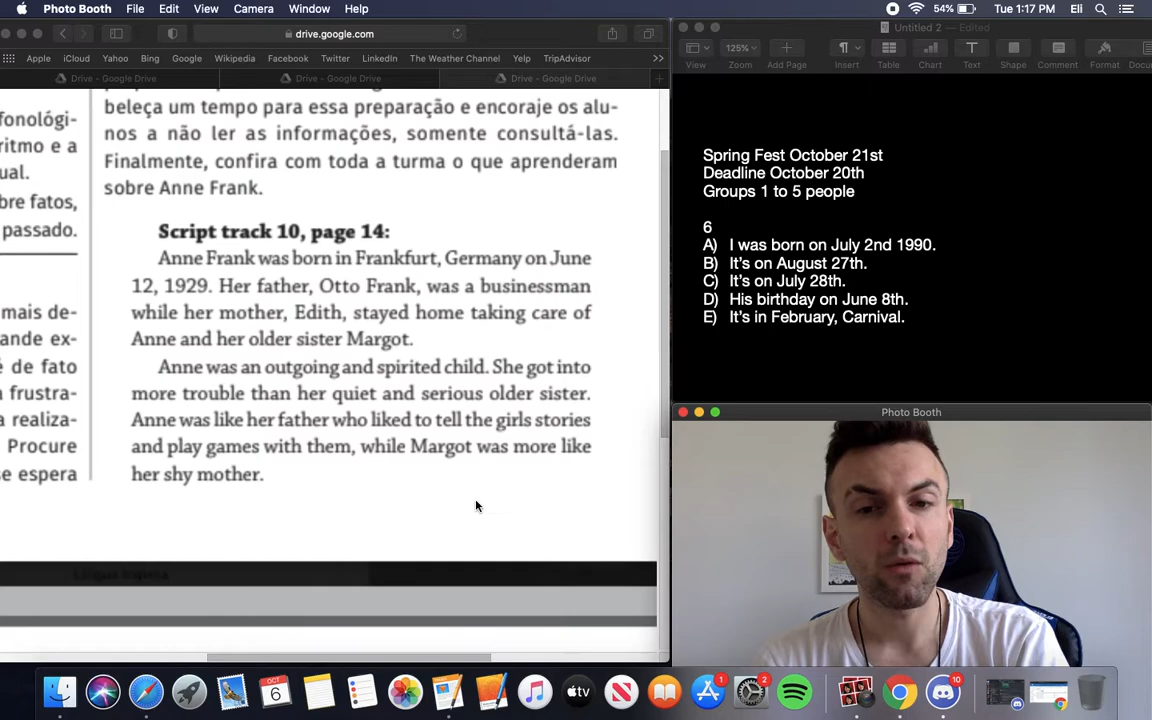 Photo Booth File Edit View Camera Window Help
54% Tue 1:17 PM Eli
drive.google.com
Apple iCloud Yahoo Bing Google Wikipedia Facebook Twitter LinkedIn The Weather Channel Yelp TripAdvisor
Drive - Google Drive
Drive - Google Drive
Drive - Google Drive
fonológi-
ritmo e a
ual.
bre fatos,
passado.
mais de-
ande ex-
é de fato
a frustra-
a realiza-
Procure
se espera
beleça um tempo para essa preparação e encoraje os alu-
nos a não ler as informações, somente consultá-las.
Finalmente, confira com toda a turma o que aprenderam
sobre Anne Frank.
Script track 10, page 14:
Anne Frank was born in Frankfurt, Germany on June
12, 1929. Her father, Otto Frank, was a businessman
while her mother, Edith, stayed home taking care of
Anne and her older sister Margot.
Anne was an outgoing and spirited child. She got into
more trouble than her quiet and serious older sister.
Anne was like her father who liked to tell the girls stories
and play games with them, while Margot was more like
her shy mother.
Untitled 2 — Edited
125%
View Zoom Add Page Insert Table Chart Text Shape Comment Format Docu
Spring Fest October 21st
Deadline October 20th
Groups 1 to 5 people
6
A) I was born on July 2nd 1990.
B) It's on August 27th.
C) It's on July 28th.
D) His birthday on June 8th.
E) It's in February, Carnival.
Photo Booth
OCT
6
tv
1
2
10